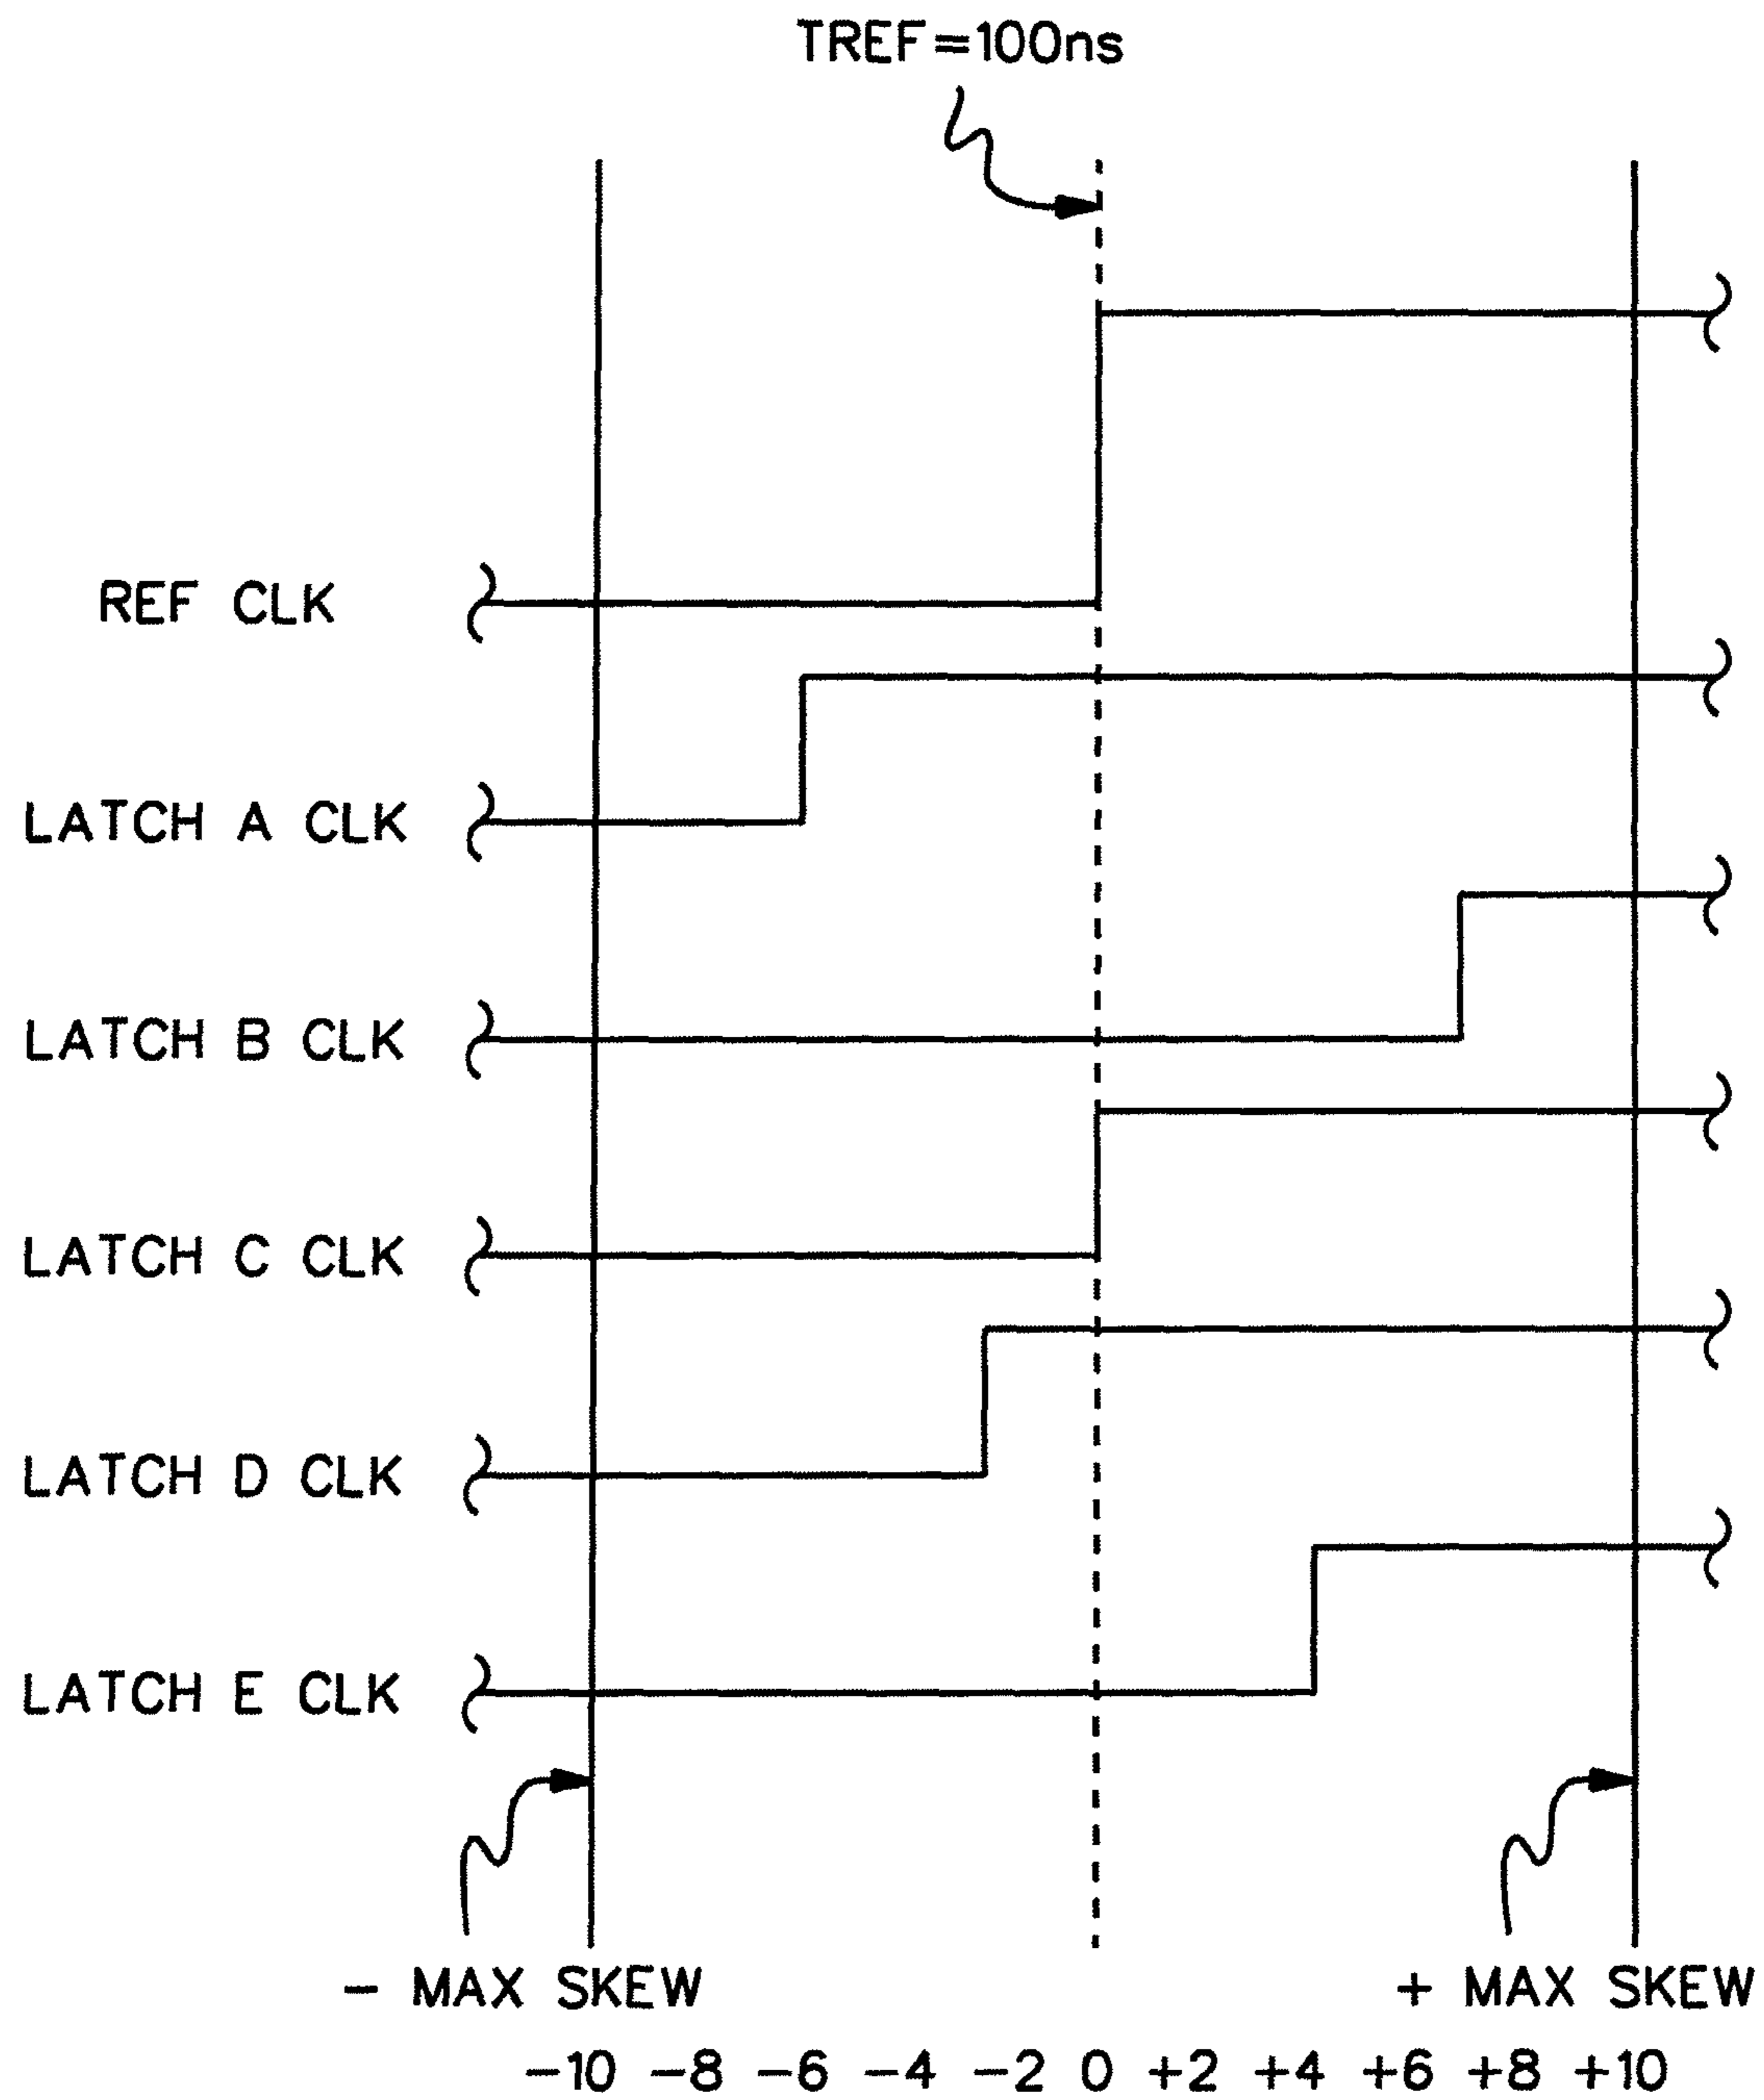 TREF=100ns
REF CLK
LATCH A CLK
LATCH B CLK
LATCH C CLK
LATCH D CLK
LATCH E CLK
- MAX SKEW
+ MAX SKEW
-10 -8 -6 -4 -2 0 +2 +4 +6 +8 +10